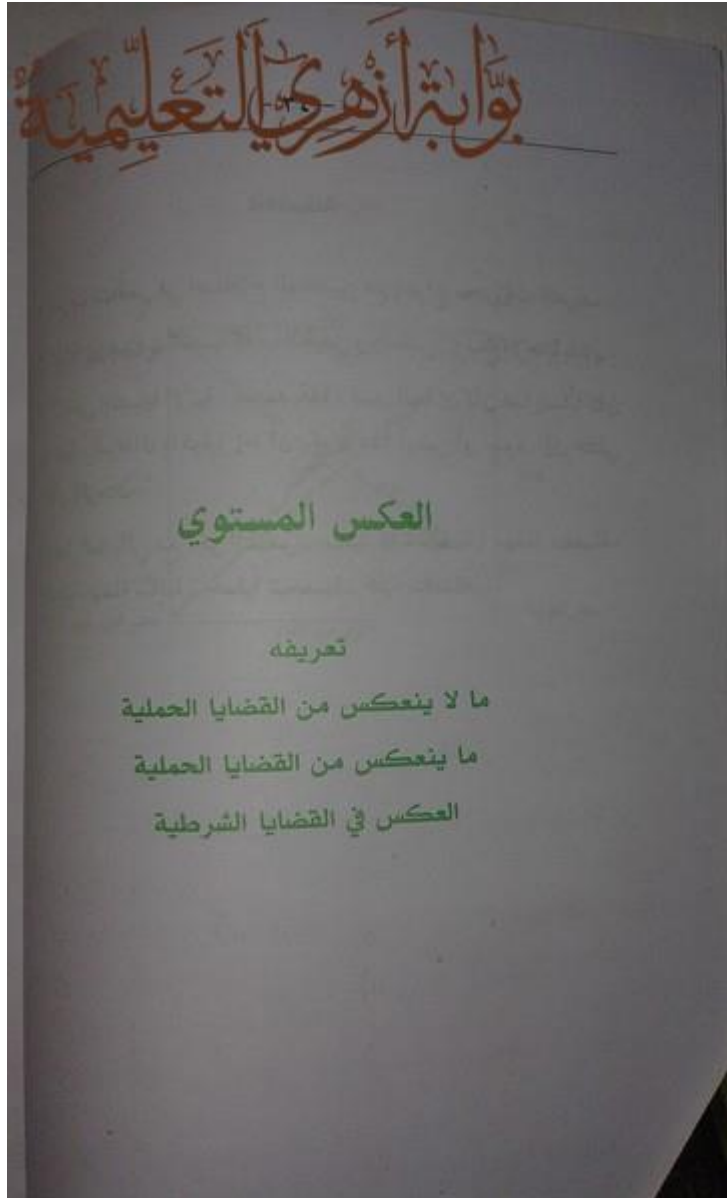 بوابة أزهري التعليمية
العكس المستوي
تعريفه
ما لا ينعكس من القضايا الحملية
ما ينعكس من القضايا الحملية
العكس في القضايا الشرطية